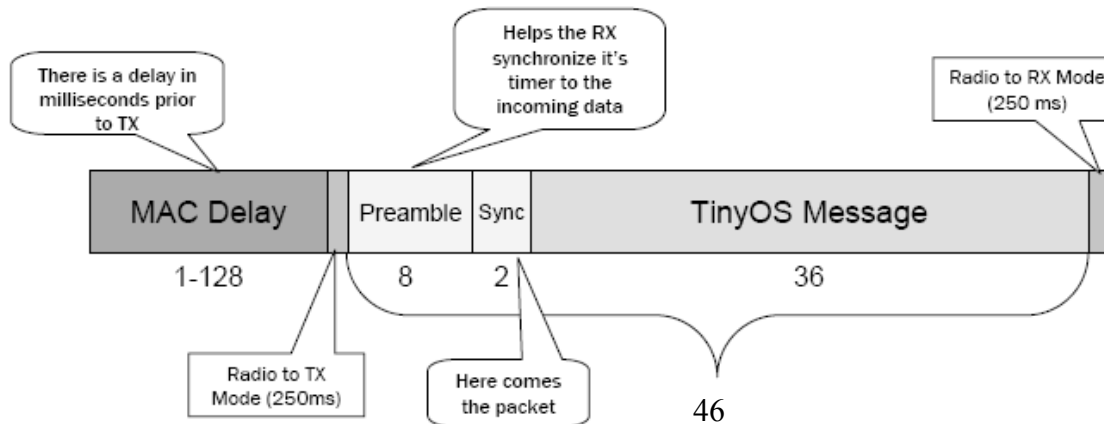 There is a delay in
milliseconds prior
to TX
Helps the RX
synchronize it's
timer to the
incoming data
Radio to RX Mode
(250 ms)
MAC Delay
Preamble
Sync
TinyOS Message
1-128
8
2
36
Radio to TX
Mode (250ms)
Here comes
the packet
46